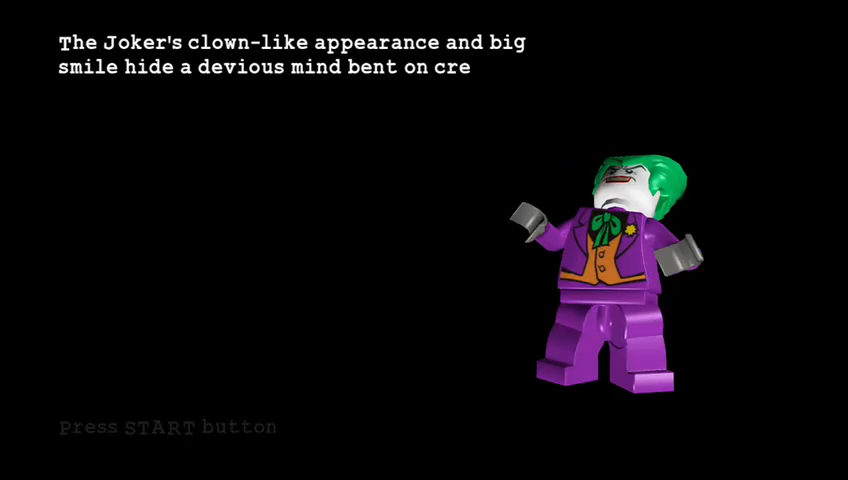 The Joker's clown-like appearance and big
smile hide a devious mind bent on cre
Press START button